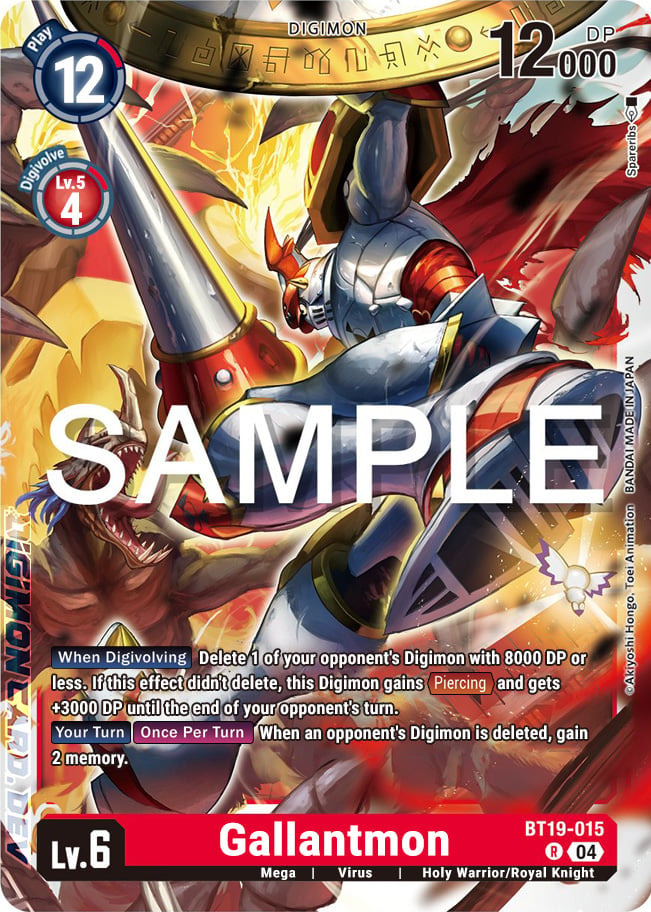 DIGIMON
Play
12
12000
DP
Digivolve
Lv.5
4
Spareribs
SAMPLE
©Akiyoshi Hongo, Toei Animation BANDAI MADE IN JAPAN
When Digivolving Delete 1 of your opponent's Digimon with 8000 DP or
less. If this effect didn't delete, this Digimon gains Piercing and gets
+3000 DP until the end of your opponent's turn.
Your Turn Once Per Turn When an opponent's Digimon is deleted, gain
2 memory.
DIGIMON CARD.DEV
Lv.6
Gallantmon
BT19-015
R 04
Mega | Virus | Holy Warrior/Royal Knight